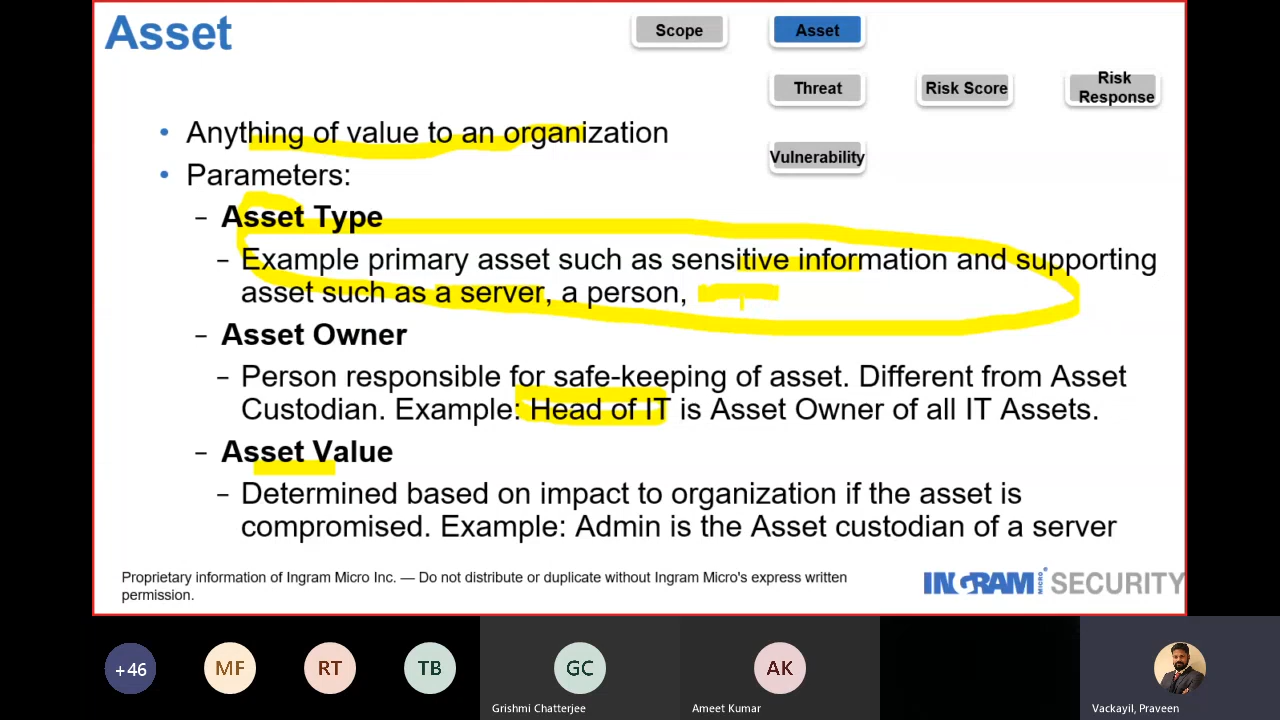 Asset
Scope
Asset
Threat
Risk Score
Risk
Response
Vulnerability
• Anything of value to an organization
• Parameters:
– Asset Type
– Example primary asset such as sensitive information and supporting
asset such as a server, a person,
– Asset Owner
– Person responsible for safe-keeping of asset. Different from Asset
Custodian. Example: Head of IT is Asset Owner of all IT Assets.
– Asset Value
– Determined based on impact to organization if the asset is
compromised. Example: Admin is the Asset custodian of a server
Proprietary information of Ingram Micro Inc. — Do not distribute or duplicate without Ingram Micro's express written
permission.
INGRAM MICRO SECURITY
+46
MF
RT
TB
GC
AK
Grishmi Chatterjee
Ameet Kumar
Vackayil, Praveen